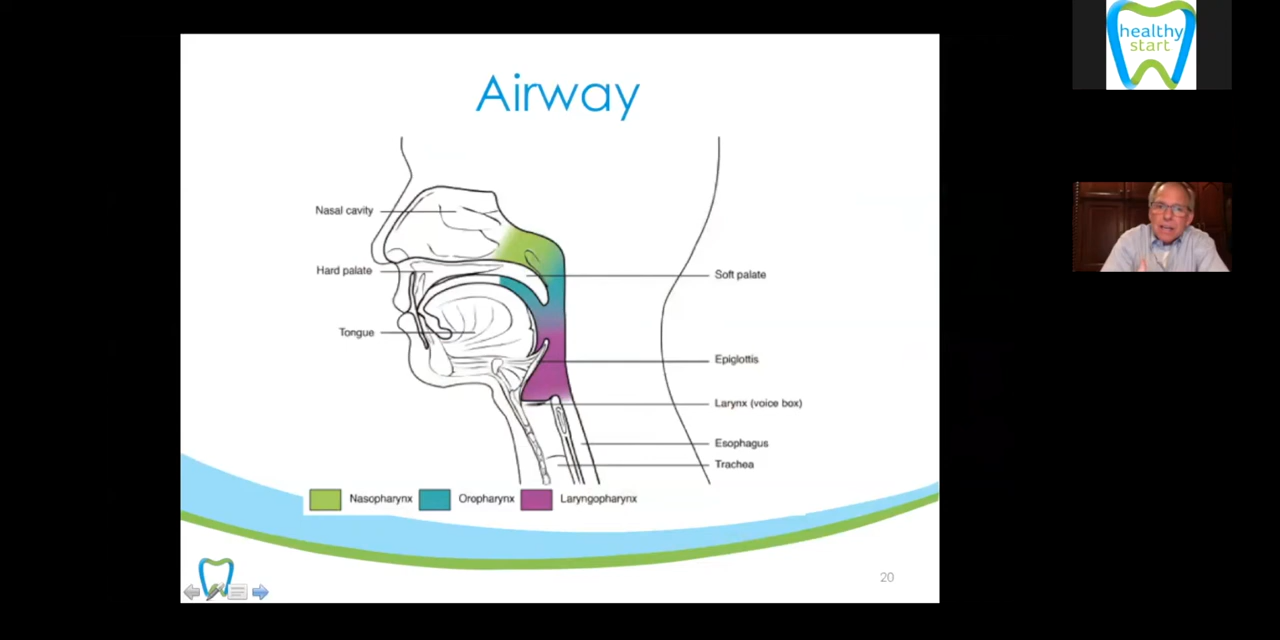 healthy
start
Airway
Nasal cavity
Hard palate
Soft palate
Tongue
Epiglottis
Larynx (voice box)
Esophagus
Trachea
Nasopharynx Oropharynx Laryngopharynx
20